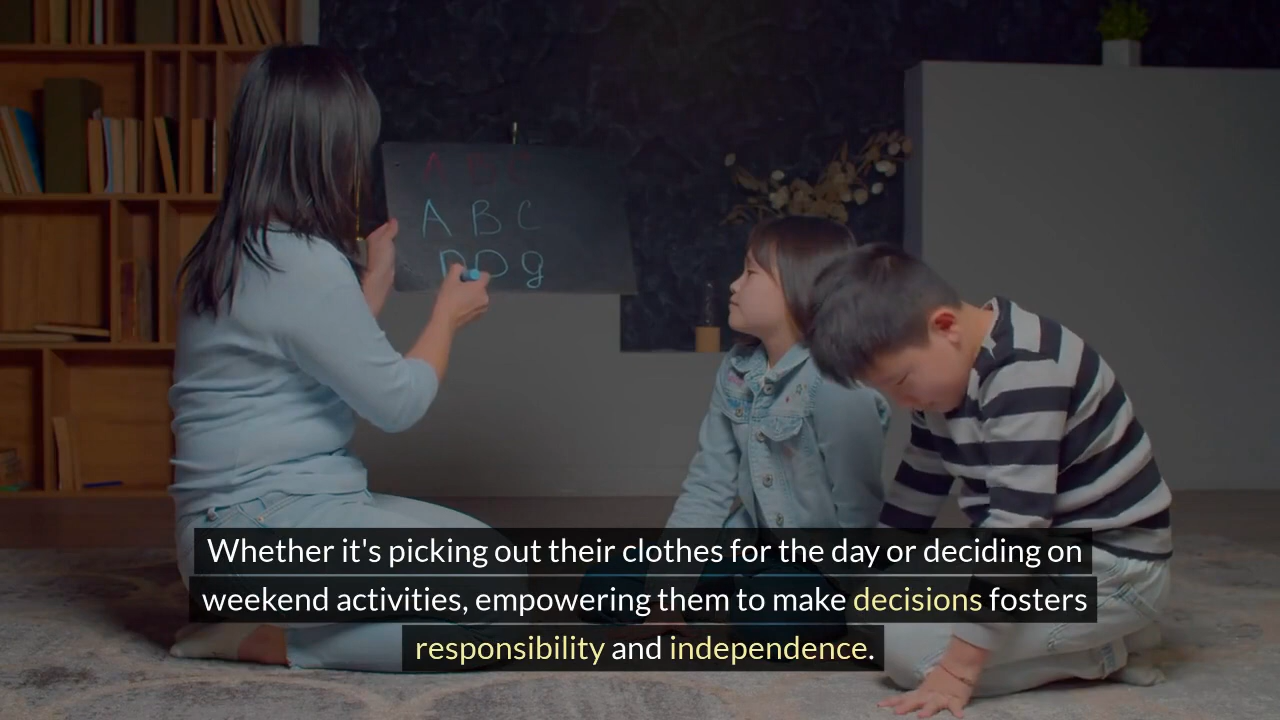 A B C
A B C
D D g
Whether it's picking out their clothes for the day or deciding on
weekend activities, empowering them to make decisions fosters
responsibility and independence.